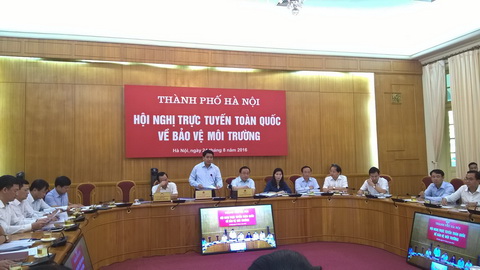 THÀNH PHỐ HÀ NỘI
HỘI NGHỊ TRỰC TUYẾN TOÀN QUỐC
VỀ BẢO VỆ MÔI TRƯỜNG
Hà Nội, ngày tháng 8 năm 2016